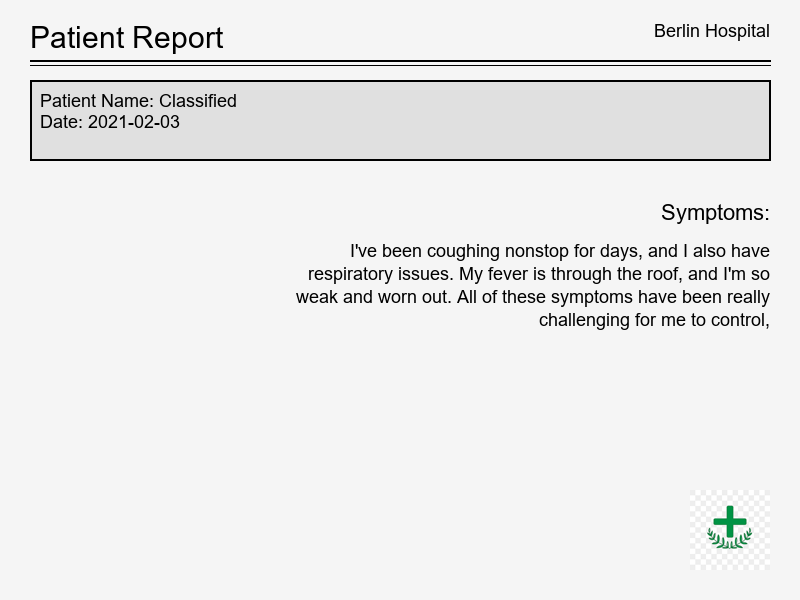 Patient Report
Berlin Hospital
Patient Name: Classified
Date: 2021-02-03
Symptoms:
I've been coughing nonstop for days, and I also have
respiratory issues. My fever is through the roof, and I'm so
weak and worn out. All of these symptoms have been really
challenging for me to control,